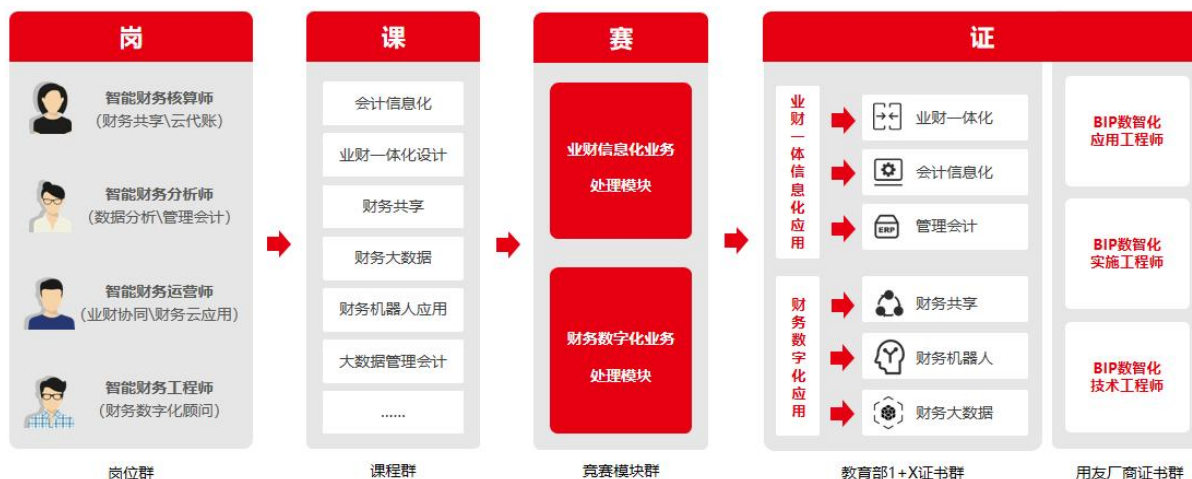 岗
智能财务核算师
(财务共享\云代账)
智能财务分析师
(数据分析\管理会计)
智能财务运营师
(业财协同\财务云应用)
智能财务工程师
(财务数字化顾问)
岗位群
课
会计信息化
业财一体化设计
财务共享
财务大数据
财务机器人应用
大数据管理会计
......
课程群
赛
业财信息化业务
处理模块
财务数字化业务
处理模块
竞赛模块群
证
业财一体信息化应用
业财一体化
会计信息化
ERP
管理会计
财务数字化应用
财务共享
财务机器人
财务大数据
教育部1+X证书群
BIP数智化
应用工程师
BIP数智化
实施工程师
BIP数智化
技术工程师
用友厂商证书群